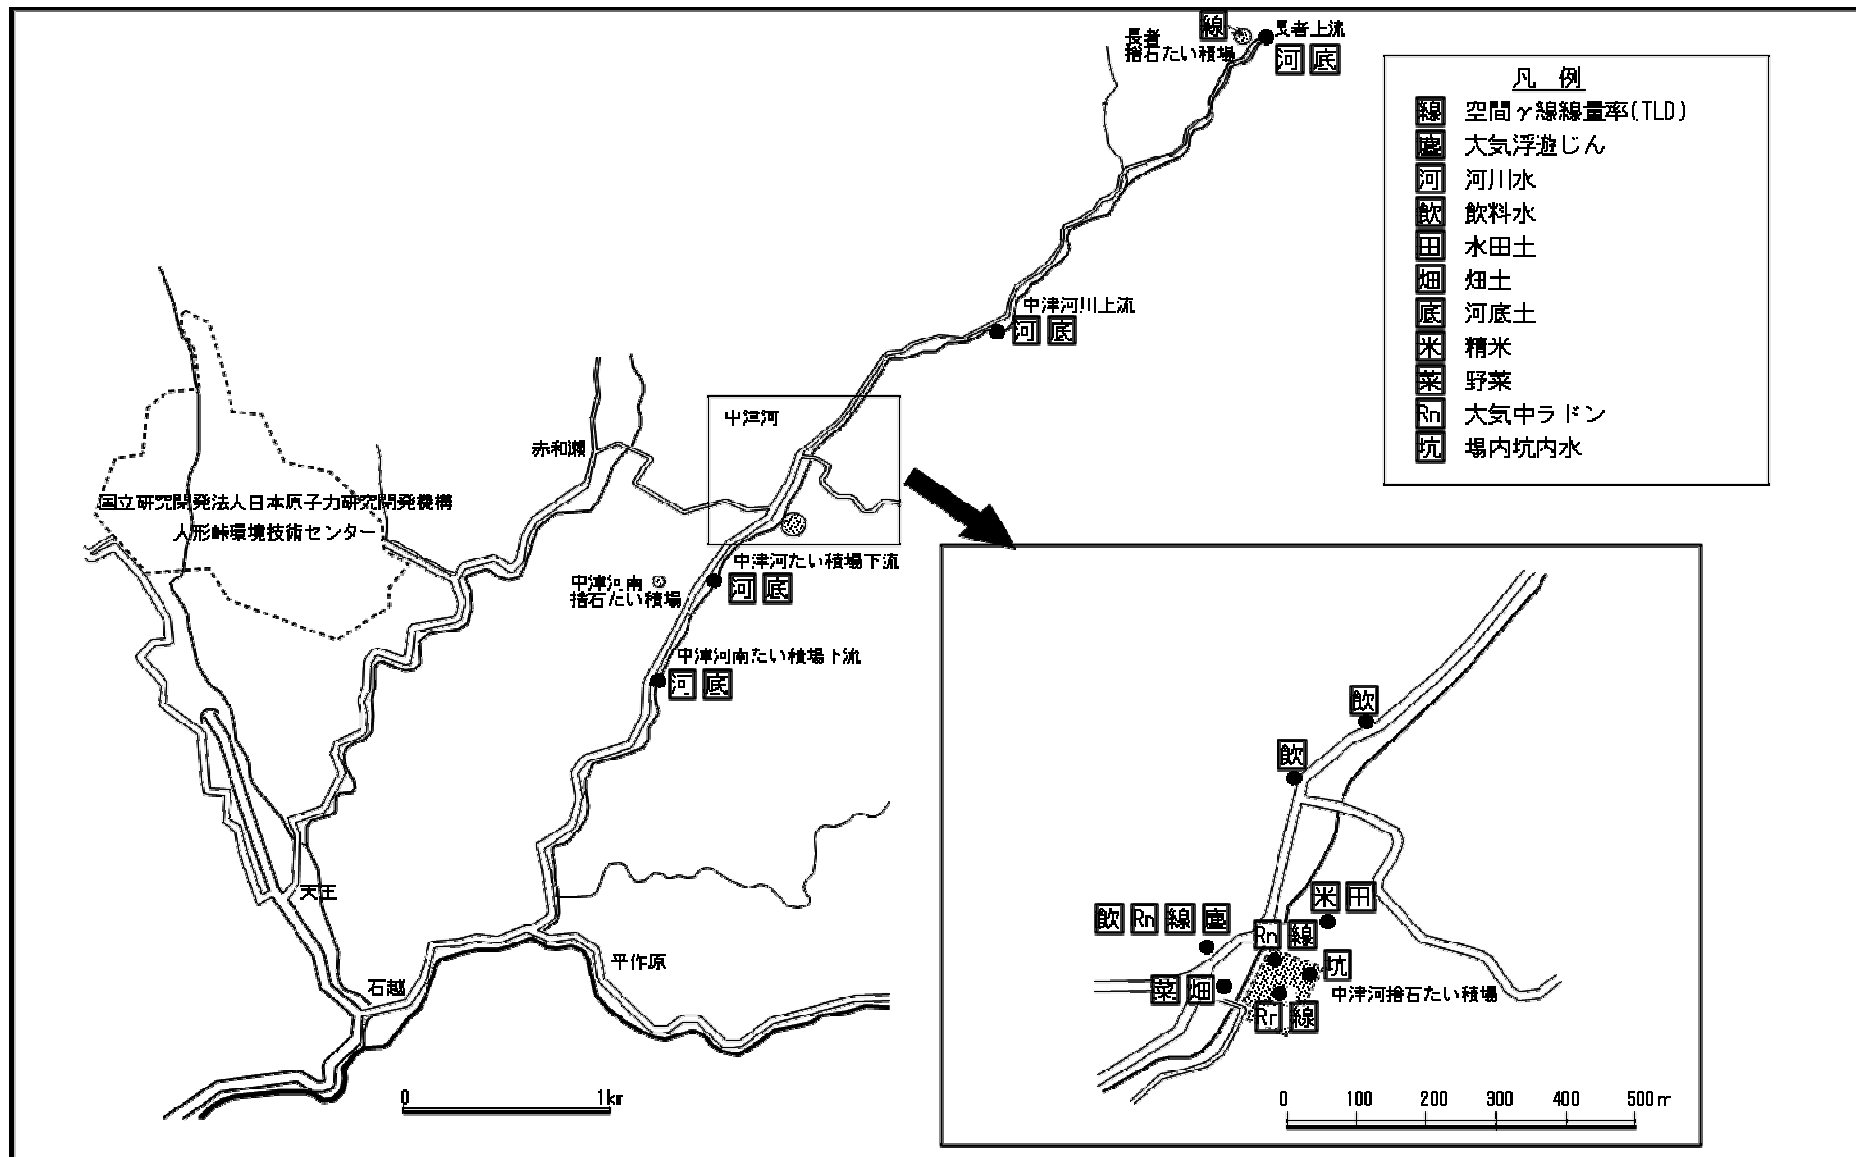 線
長者上流
長者
捨石たい積場
河 底
凡 例
線 空間γ線線量率(TLD)
塵 大気浮遊じん
河 河川水
飲 飲料水
田 水田土
畑 畑土
底 河底土
米 精米
菜 野菜
Rn 大気中ラドン
坑 場内坑内水
中津河川上流
河 底
中津河
赤和瀬
国立研究開発法人日本原子力研究開発機構
人形峠環境技術センター
中津河たい積場下流
河 底
中津河南
捨石たい積場
中津河南たい積場下流
河 底
天王
石越
平作原
0 1km
飲
飲
米 田
飲 Rn 線 塵
Rn 線
坑
菜 畑
中津河捨石たい積場
Rn 線
0 100 200 300 400 500m